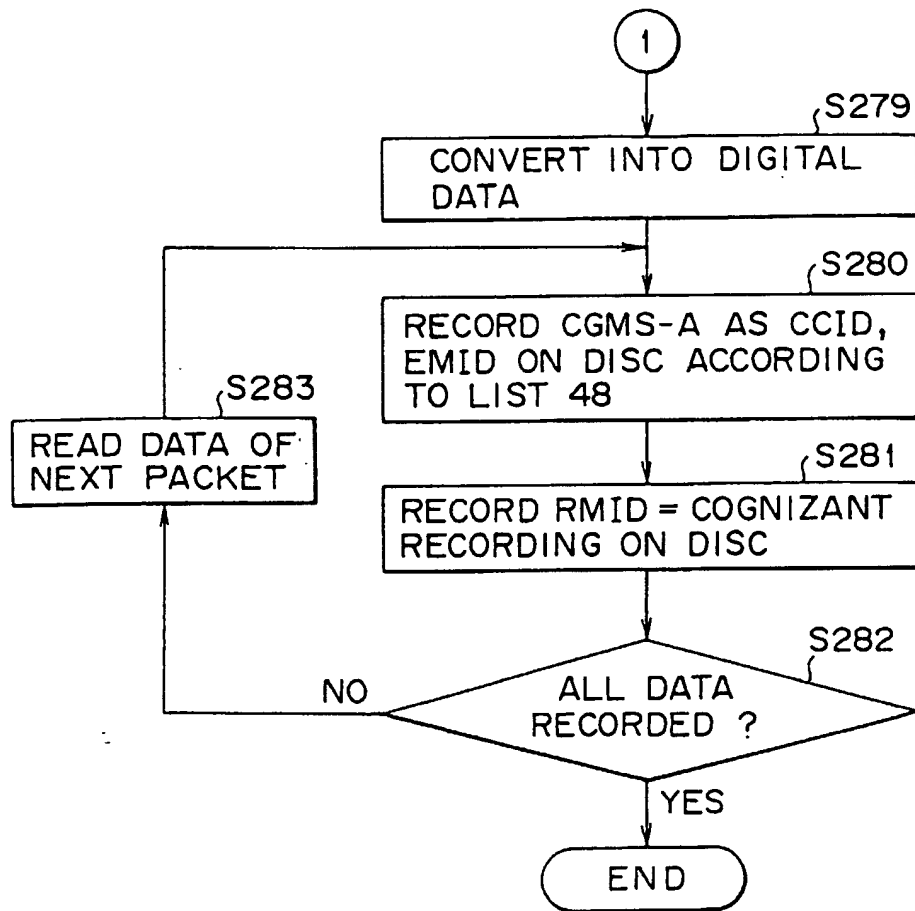 1
S279
CONVERT INTO DIGITAL
DATA
S280
RECORD CGMS-A AS CCID,
EMID ON DISC ACCORDING
TO LIST 48
S283
READ DATA OF
NEXT PACKET
S281
RECORD RMID = COGNIZANT
RECORDING ON DISC
S282
ALL DATA
RECORDED ?
NO
YES
END